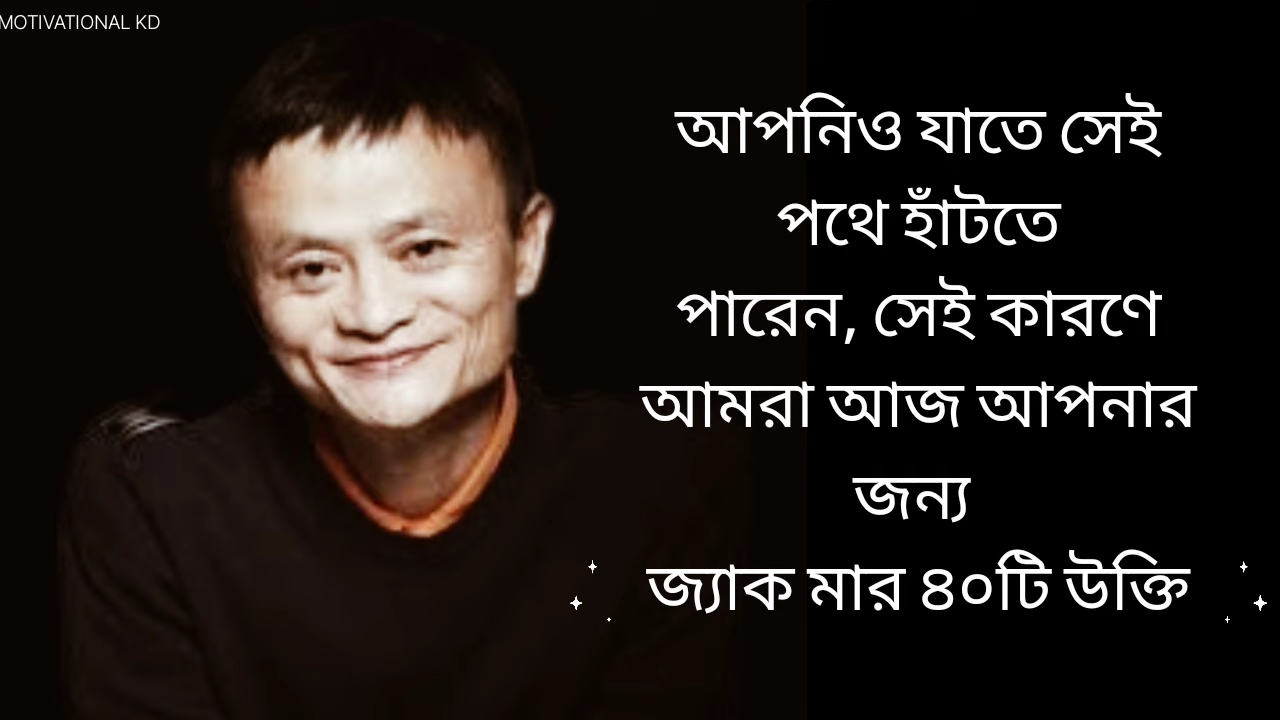 MOTIVATIONAL KD
আপনিও যাতে সেই
পথে হাঁটতে
পারেন, সেই কারণে
আমরা আজ আপনার
জন্য
জ্যাক মার ৪০টি উক্তি